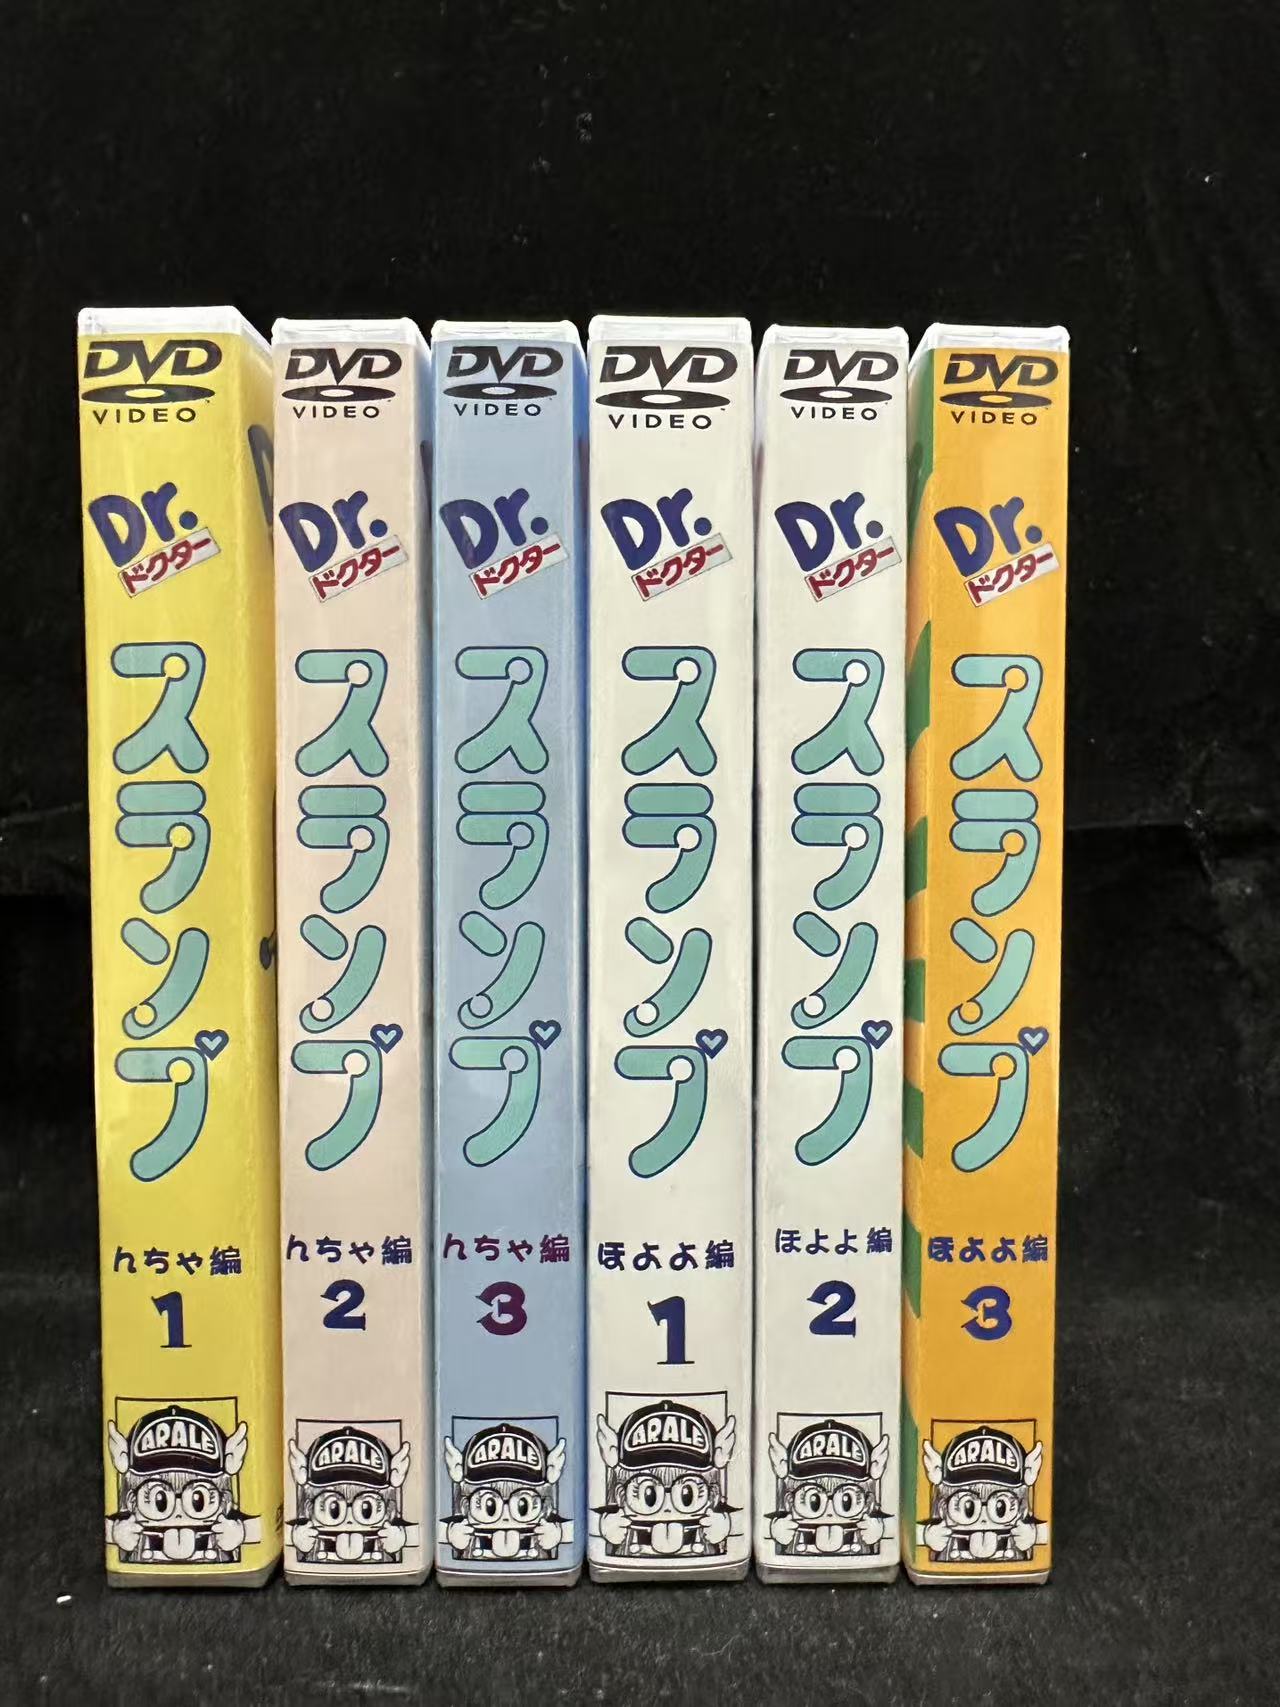 DVD
VIDEO
Dr.
ドクター
スランプ
んちゃ編
1
ARALE
DVD
VIDEO
Dr.
ドクター
スランプ
んちゃ編
2
ARALE
DVD
VIDEO
Dr.
ドクター
スランプ
んちゃ編
3
ARALE
DVD
VIDEO
Dr.
ドクター
スランプ
ほよよ編
1
ARALE
DVD
VIDEO
Dr.
ドクター
スランプ
ほよよ編
2
ARALE
DVD
VIDEO
Dr.
ドクター
スランプ
ほよよ編
3
ARALE